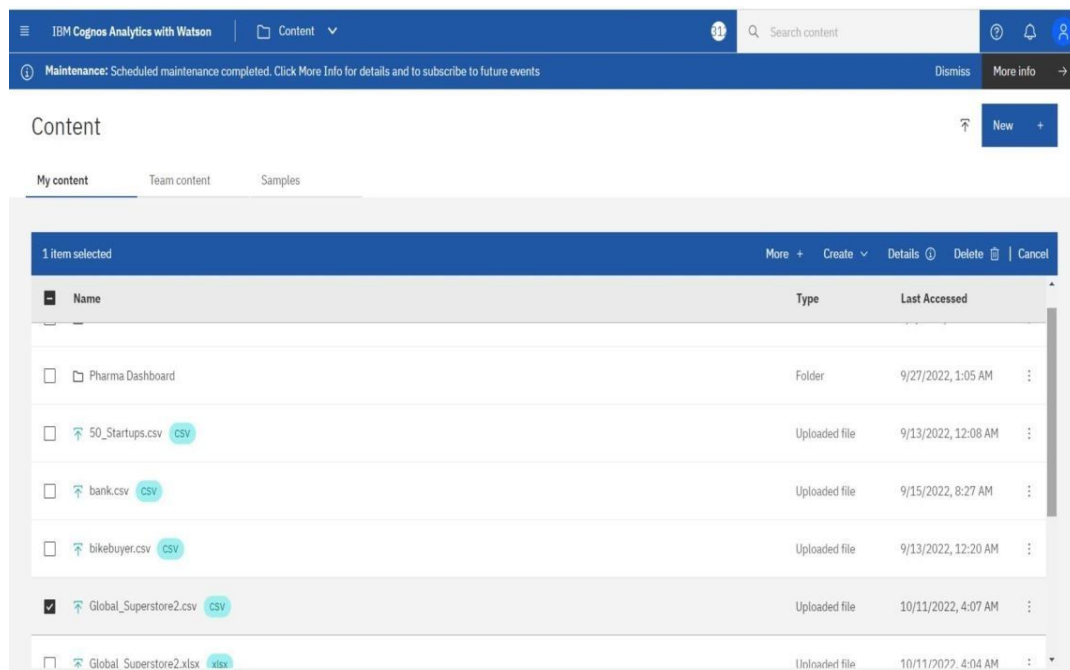 IBM Cognos Analytics with Watson Content Search content
Maintenance: Scheduled maintenance completed. Click More Info for details and to subscribe to future events Dismiss More info
Content New +
My content Team content Samples
1 item selected More + Create Details Delete | Cancel
Name Type Last Accessed
Pharma Dashboard Folder 9/27/2022, 1:05 AM
50_Startups.csv CSV Uploaded file 9/13/2022, 12:08 AM
bank.csv CSV Uploaded file 9/15/2022, 8:27 AM
bikebuyer.csv CSV Uploaded file 9/13/2022, 12:20 AM
Global_Superstore2.csv CSV Uploaded file 10/11/2022, 4:07 AM
Global_Superstore2.xlsx xlsx Uploaded file 10/11/2022, 4:04 AM